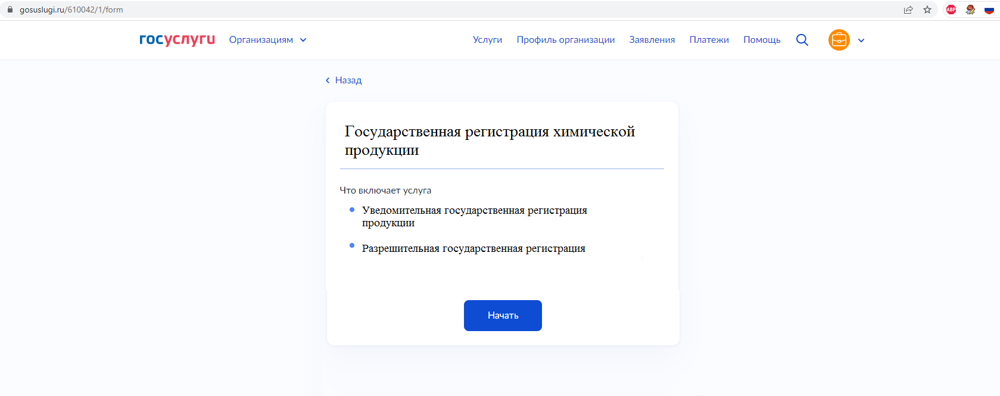 gosuslugi.ru/610042/1/form
ABP
госуслуги Организациям Услуги Профиль организации Заявления Платежи Помощь
Назад
Государственная регистрация химической
продукции
Что включает услуга
Уведомительная государственная регистрация
продукции
Разрешительная государственная регистрация
Начать